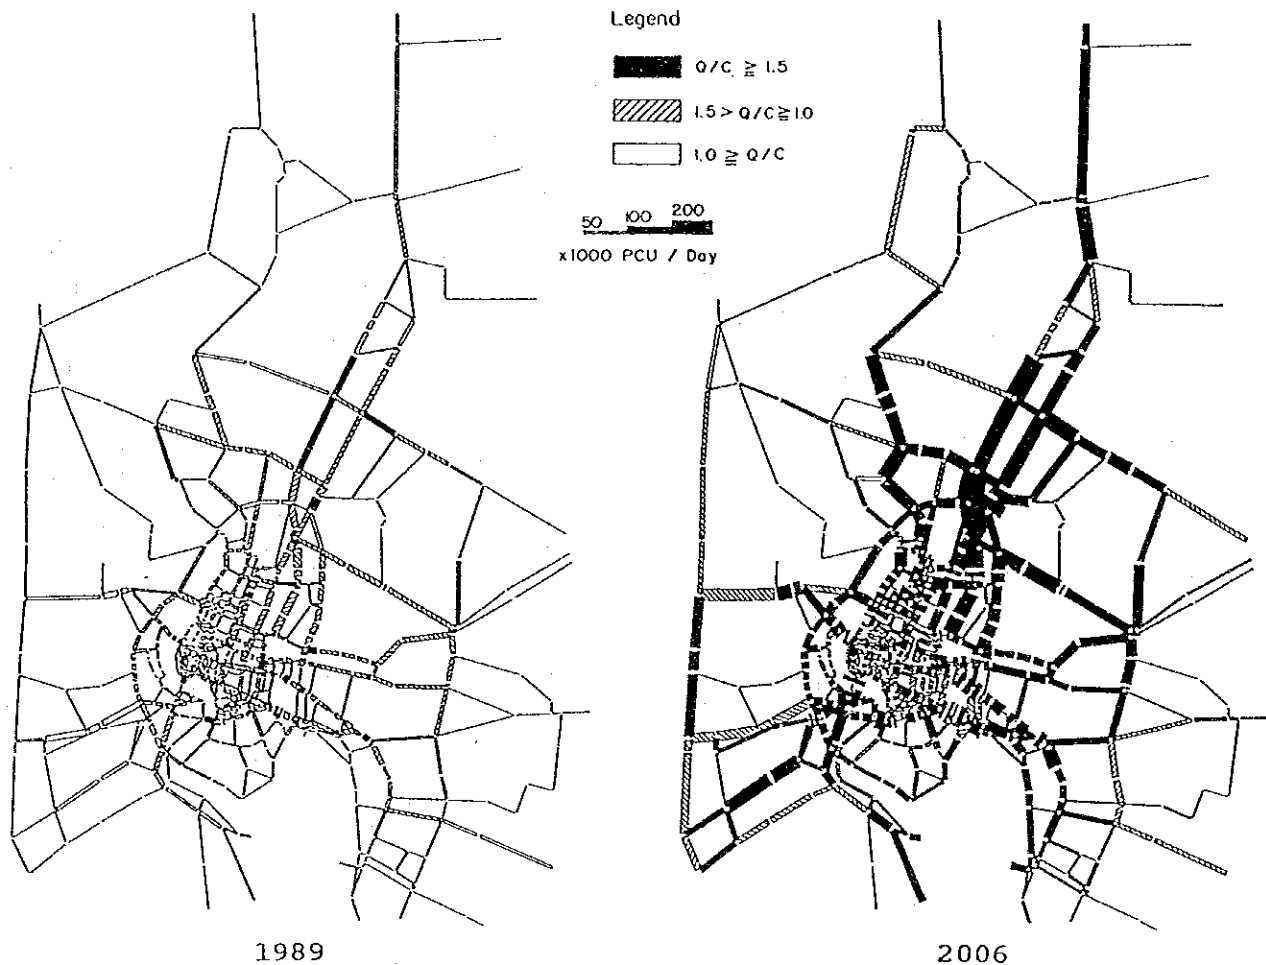 Legend
Q/C ≧ 1.5
1.5 > Q/C ≧ 1.0
1.0 ≧ Q/C
50 100 200
x1000 PCU / Day
1989
2006